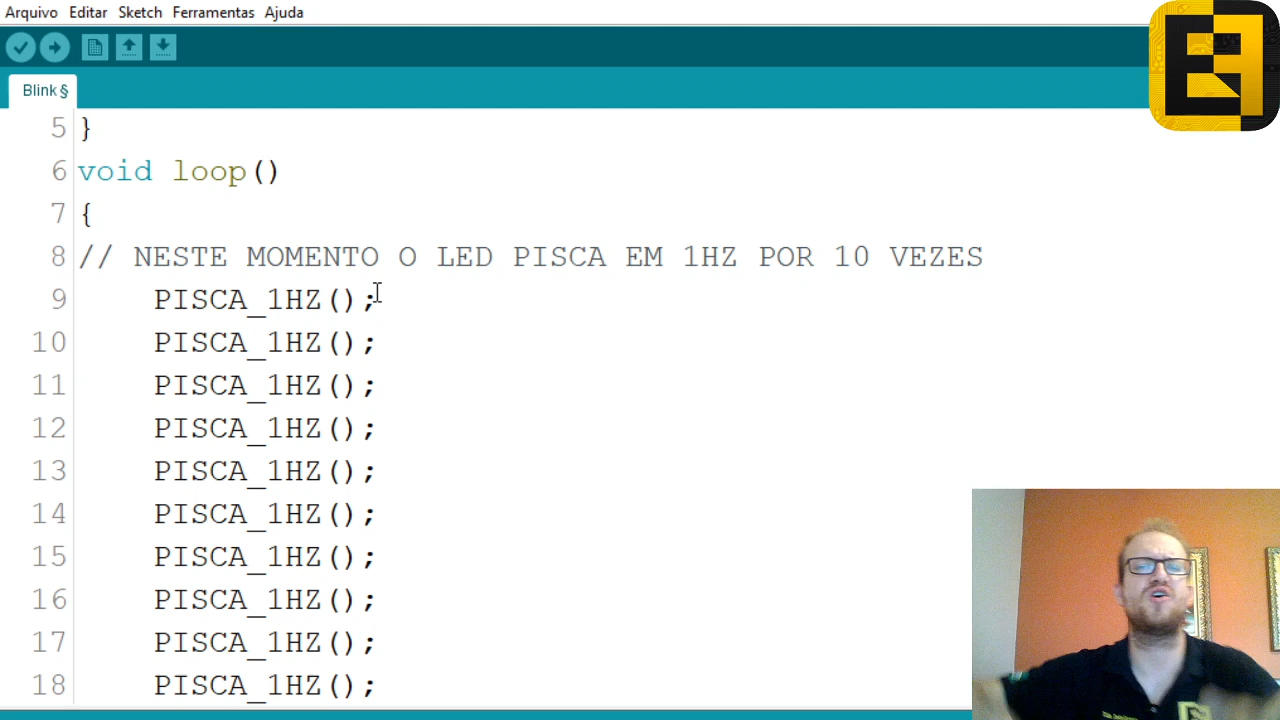 Arquivo Editar Sketch Ferramentas Ajuda
Blink §
5 }
6 void loop()
7 {
8 // NESTE MOMENTO O LED PISCA EM 1HZ POR 10 VEZES
9 PISCA_1HZ();
10 PISCA_1HZ();
11 PISCA_1HZ();
12 PISCA_1HZ();
13 PISCA_1HZ();
14 PISCA_1HZ();
15 PISCA_1HZ();
16 PISCA_1HZ();
17 PISCA_1HZ();
18 PISCA_1HZ();